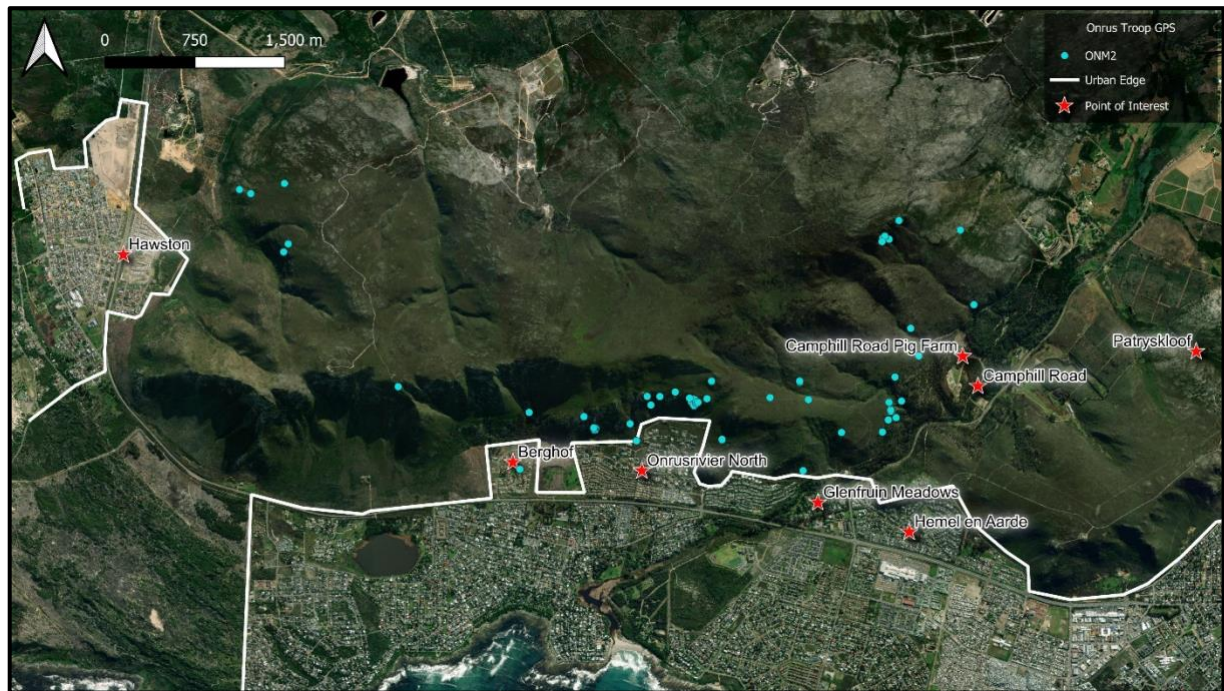 0 750 1,500 m
Onrus Troop GPS
ONM2
Urban Edge
Point of Interest
Hawston
Camphill Road Pig Farm
Patryskloof
Camphill Road
Berghof
Onrusrivier North
Glenfruin Meadows
Hemel en Aarde